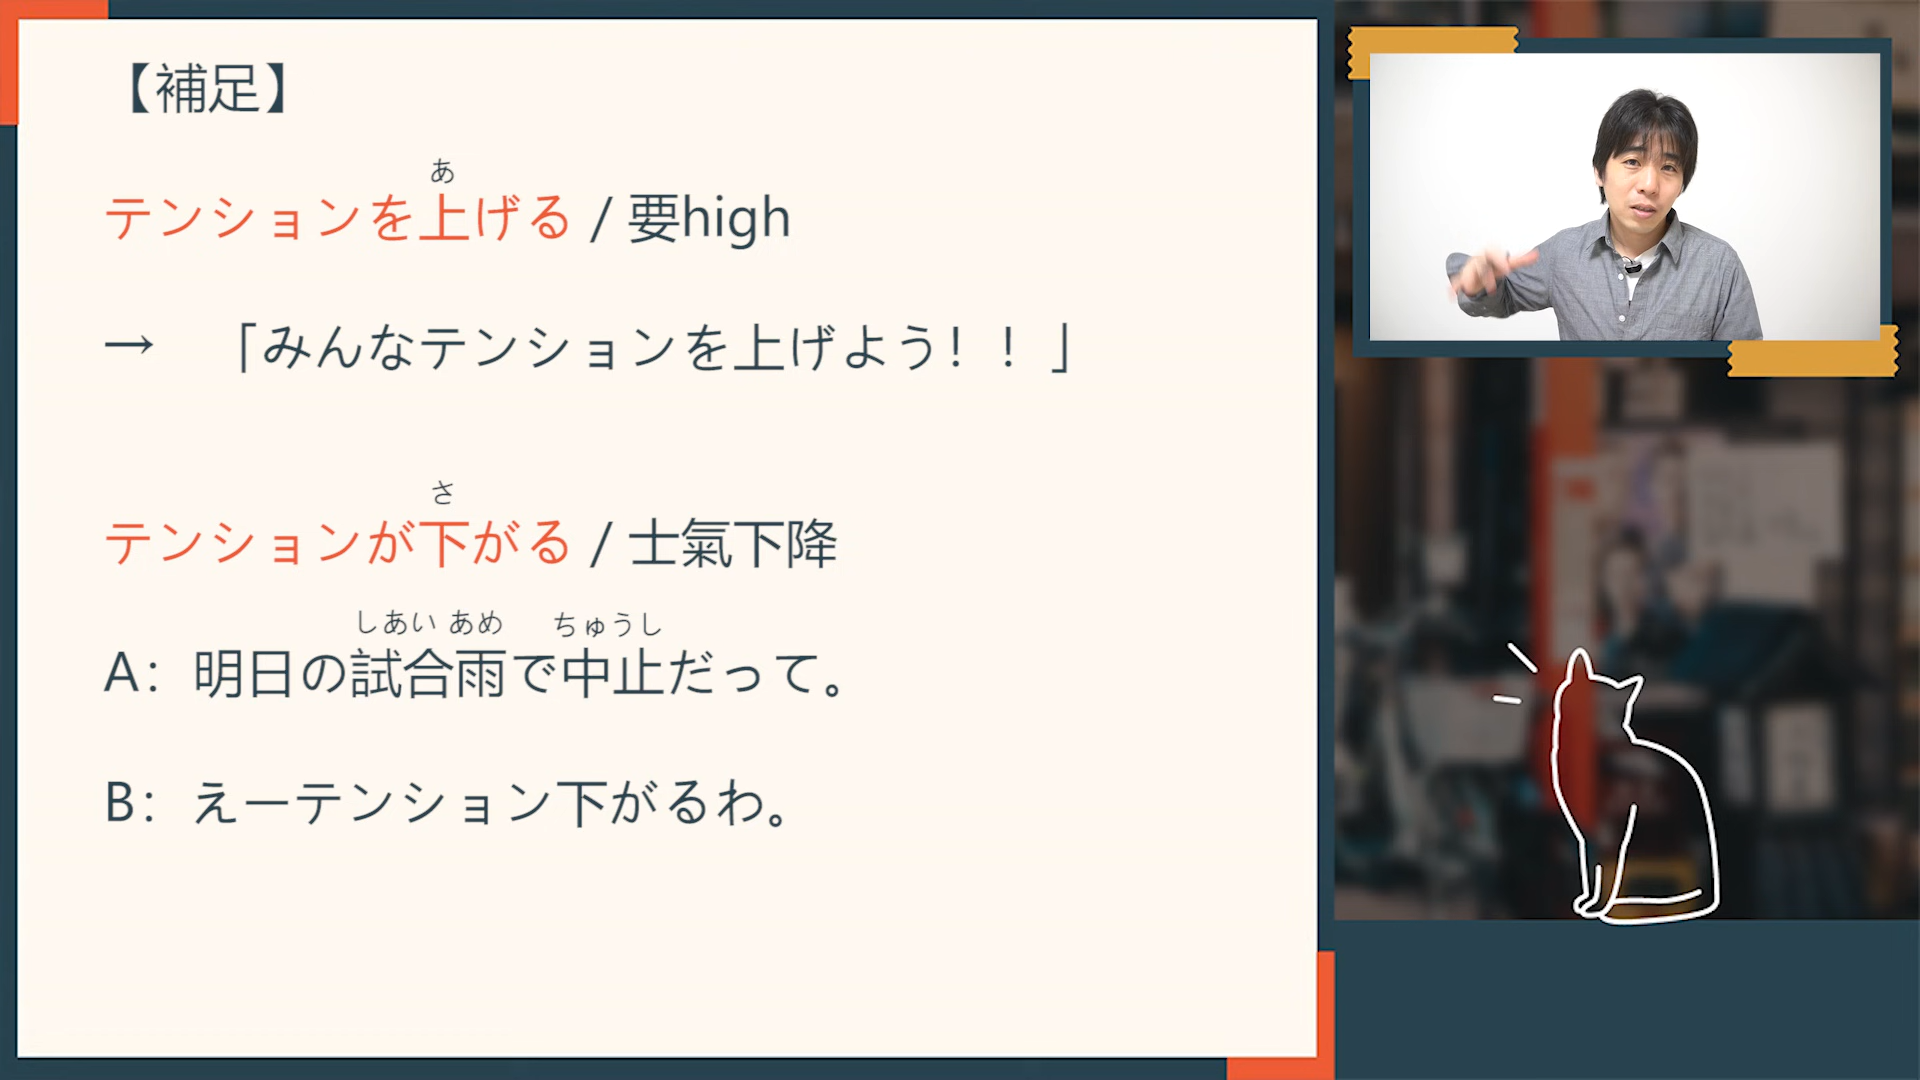 【補足】
あ
テンションを上げる / 要high
→ 「みんなテンションを上げよう！！」
さ
テンションが下がる / 士氣下降
しあい あめ ちゅうし
A：明日の試合雨で中止だって。
B：えーテンション下がるわ。